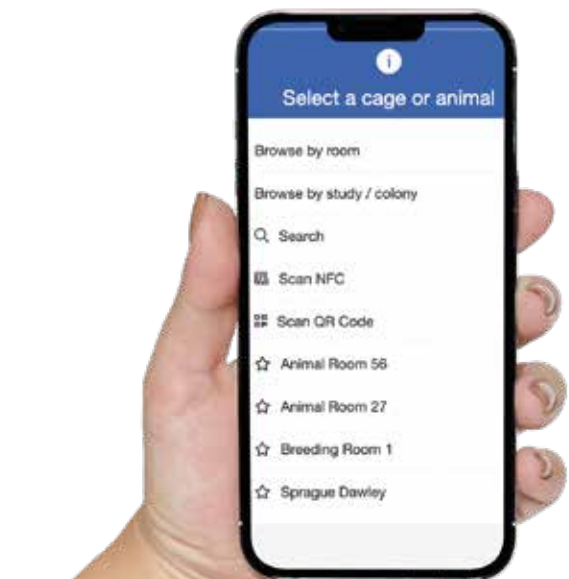 i
Select a cage or animal
Browse by room
Browse by study / colony
Search
Scan NFC
Scan QR Code
Animal Room 56
Animal Room 27
Breeding Room 1
Sprague Dawley